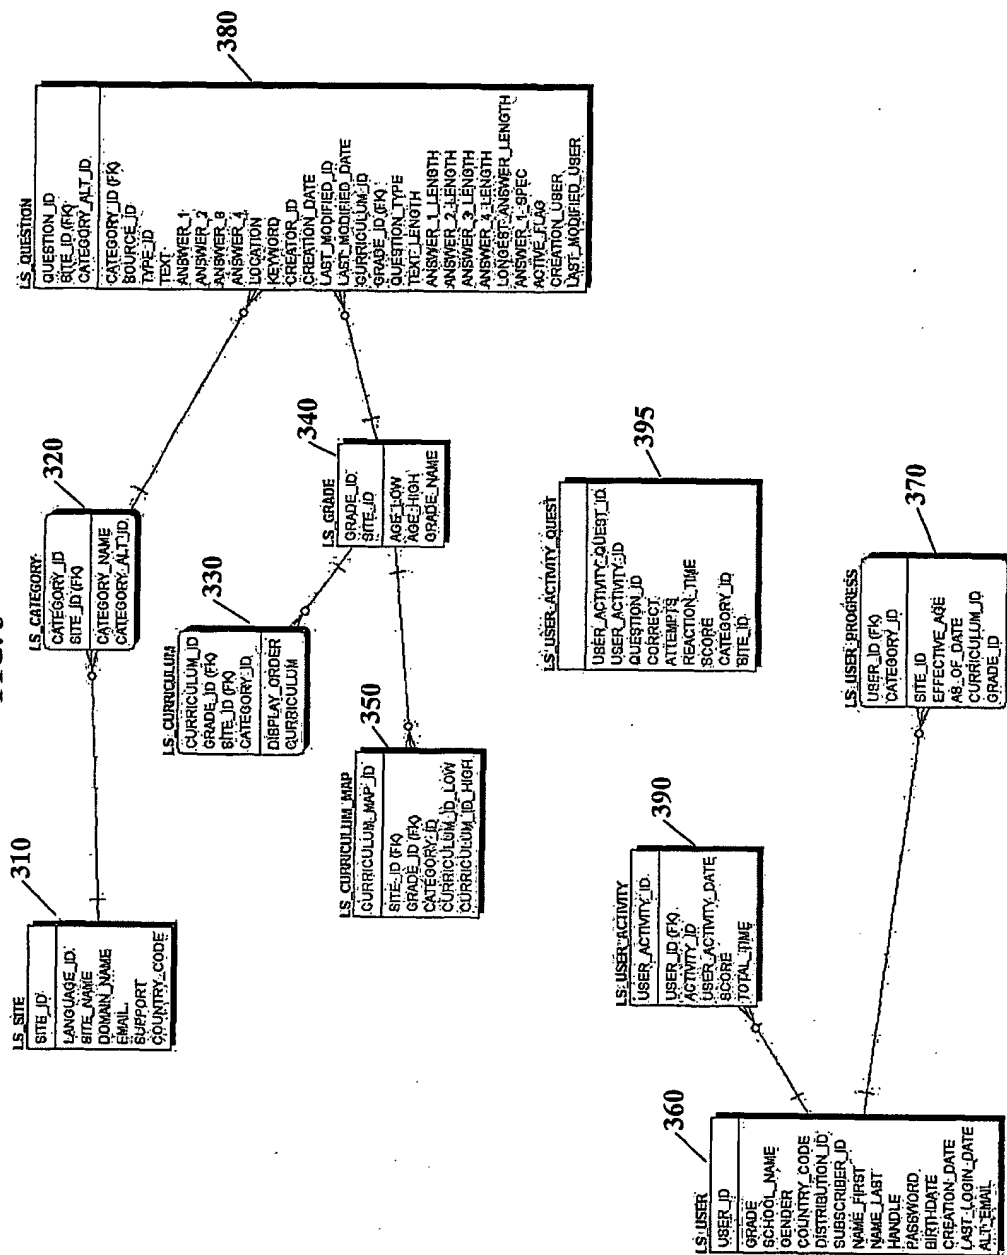 LS_SITE
310
SITE_ID
LANGUAGE_ID
SITE_NAME
DOMAIN_NAME
EMAIL
SUPPORT
COUNTRY_CODE
LS_CATEGORY
320
CATEGORY_ID
SITE_ID (FK)
CATEGORY_NAME
CATEGORY_ALT_ID
LS_CURRICULUM
330
CURRICULUM_ID
GRADE_ID (FK)
SITE_ID (FK)
CATEGORY_ID
DISPLAY_ORDER
CURRICULUM
LS_GRADE
340
GRADE_ID
SITE_ID
AGE_LOW
AGE_HIGH
GRADE_NAME
LS_CURRICULUM_MAP
350
CURRICULUM_MAP_ID
SITE_ID (FK)
GRADE_ID (FK)
CATEGORY_ID
CURRICULUM_ID_LOW
CURRICULUM_ID_HIGH
LS_QUESTION
380
QUESTION_ID
SITE_ID (FK)
CATEGORY_ALT_ID
CATEGORY_ID (FK)
SOURCE_ID
TYPE_ID
TEXT
ANSWER_1
ANSWER_2
ANSWER_3
ANSWER_4
LOCATION
KEYWORD
CREATOR_ID
CREATION_DATE
LAST_MODIFIED_ID
LAST_MODIFIED_DATE
CURRICULUM_ID
GRADE_ID (FK)
QUESTION_TYPE
TEXT_LENGTH
ANSWER_1_LENGTH
ANSWER_2_LENGTH
ANSWER_3_LENGTH
ANSWER_4_LENGTH
LONGEST_ANSWER_LENGTH
ANSWER_1_SPEC
ACTIVE_FLAG
CREATION_USER
LAST_MODIFIED_USER
LS_USER
360
USER_ID
GRADE
SCHOOL_NAME
GENDER
COUNTRY_CODE
DISTRIBUTION_ID
SUBSCRIBER_ID
NAME_FIRST
NAME_LAST
HANDLE
PASSWORD
BIRTHDATE
CREATION_DATE
LAST_LOGIN_DATE
ALT_EMAIL
LS_USER_ACTIVITY
390
USER_ACTIVITY_ID
USER_ID (FK)
ACTIVITY_ID
USER_ACTIVITY_DATE
SCORE
TOTAL_TIME
LS_USER_ACTIVITY_QUEST
395
USER_ACTIVITY_QUEST_ID
USER_ACTIVITY_ID
QUESTION_ID
CORRECT
ATTEMPTS
REACTION_TIME
SCORE
CATEGORY_ID
SITE_ID
LS_USER_PROGRESS
370
USER_ID (FK)
CATEGORY_ID
SITE_ID
EFFECTIVE_AGE
AS_OF_DATE
CURRICULUM_ID
GRADE_ID